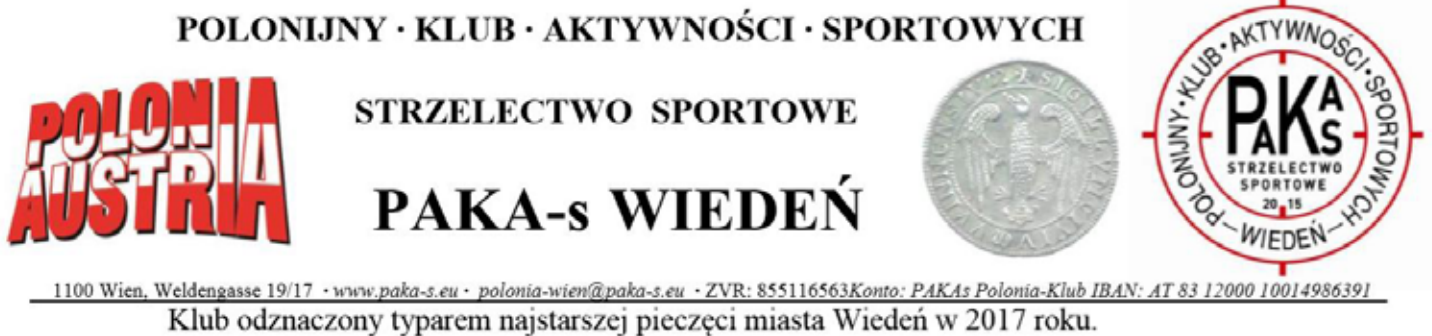 POLONIJNY · KLUB · AKTYWNOŚCI · SPORTOWYCH
POLONIA
AUSTRIA
STRZELECTWO SPORTOWE
PAKA-s WIEDEŃ
POLONIJNY·KLUB·AKTYWNOŚCI·SPORTOWYCH
PAKAs
STRZELECTWO
SPORTOWE
20 15
—WIEDEŃ—
1100 Wien, Weldengasse 19/17 · www.paka-s.eu · polonia-wien@paka-s.eu · ZVR: 855116563Konto: PAKAs Polonia-Klub IBAN: AT 83 12000 10014986391
Klub odznaczony typarem najstarszej pieczęci miasta Wiedeń w 2017 roku.